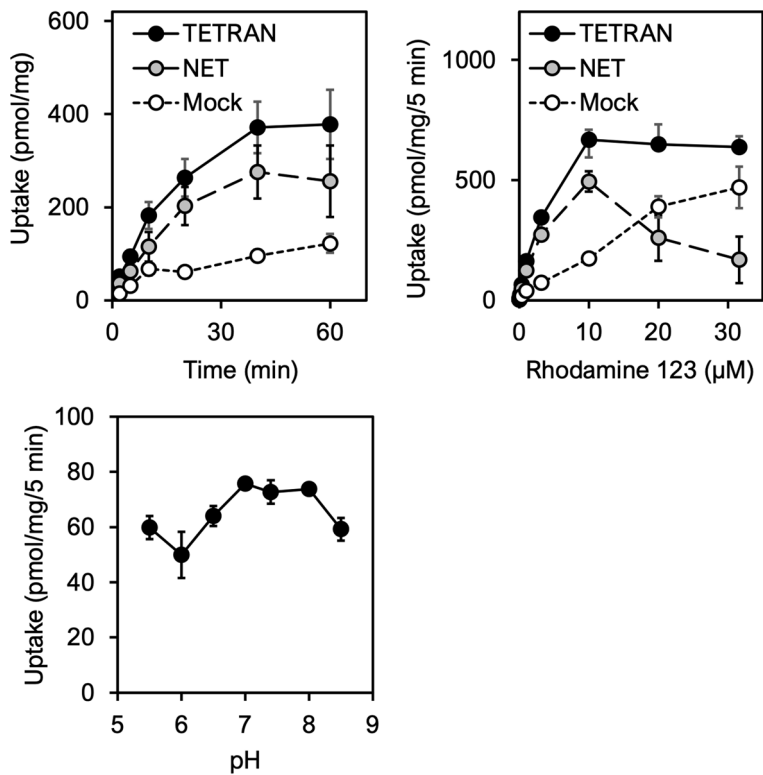 600
400
200
0
Uptake (pmol/mg)
TETRAN
NET
Mock
0
30
60
Time (min)
1000
500
0
Uptake (pmol/mg/5 min)
TETRAN
NET
Mock
0
10
20
30
Rhodamine 123 (μM)
100
80
60
40
20
0
Uptake (pmol/mg/5 min)
5
6
7
8
9
pH